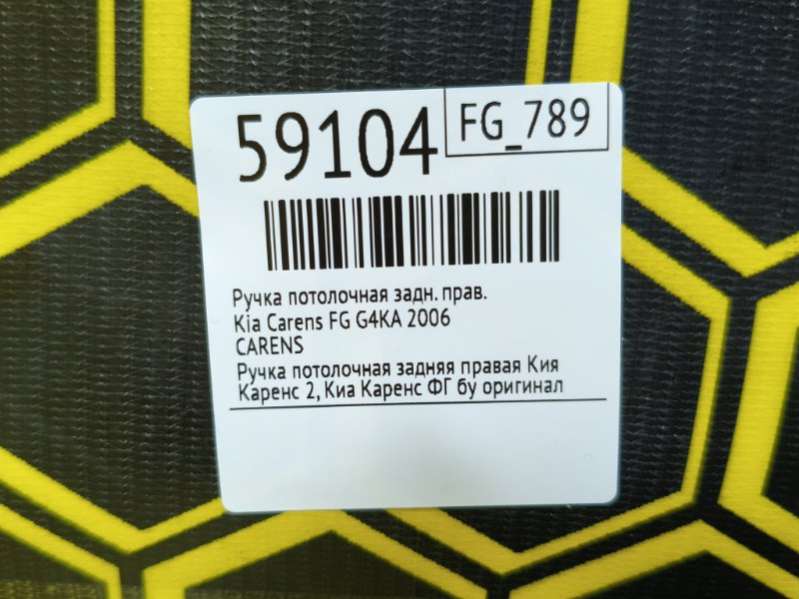 59104
FG_789
Ручка потолочная задн. прав.
Kia Carens FG G4KA 2006
CARENS
Ручка потолочная задняя правая Кия
Каренс 2, Киа Каренс ФГ бу оригинал